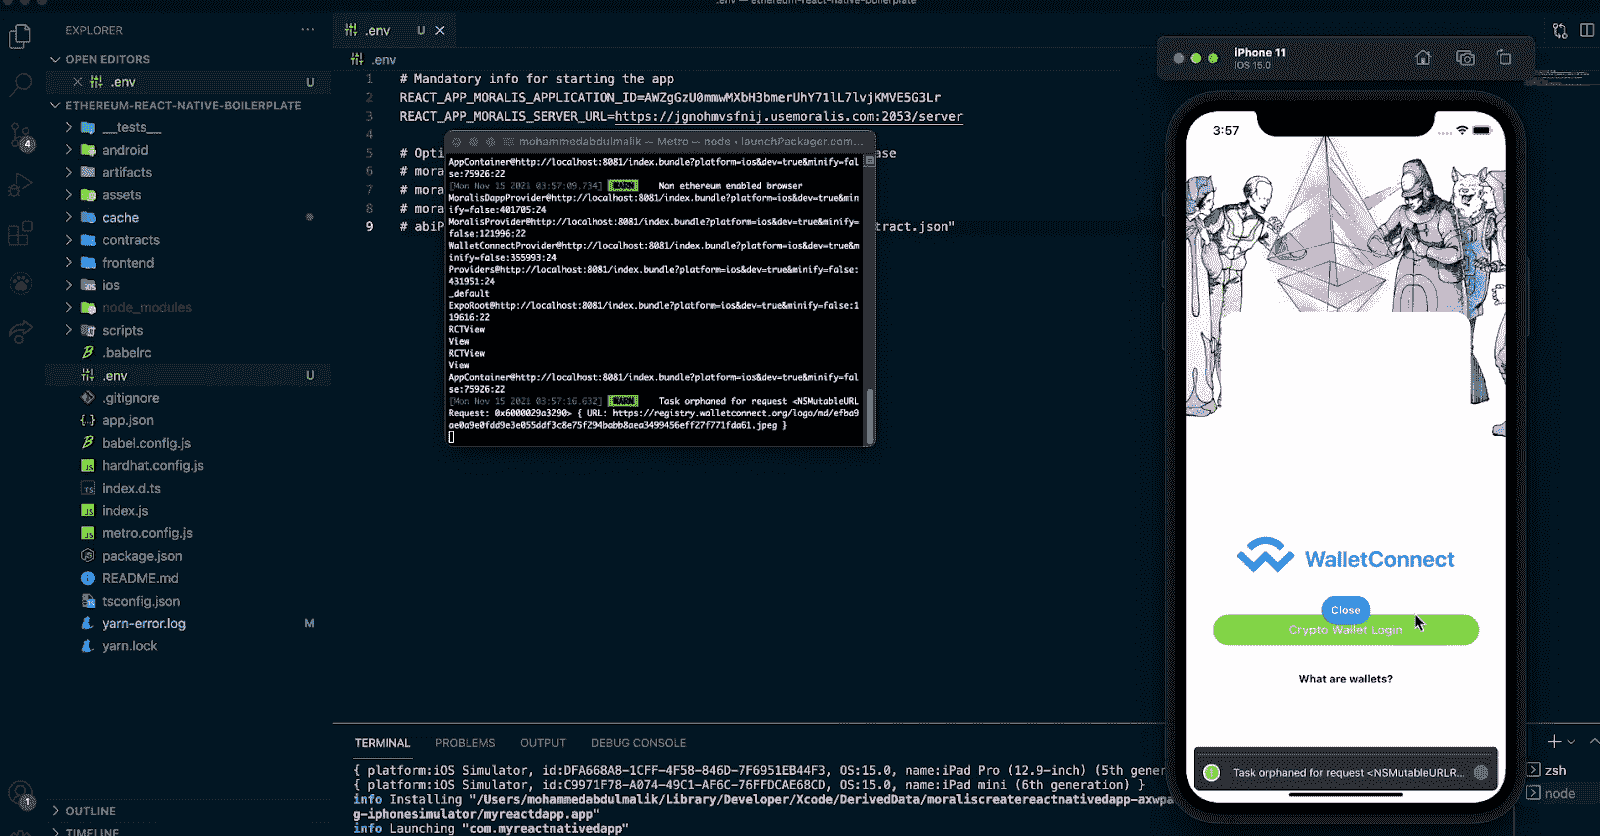 .env — ethereum-react-native-boilerplate
EXPLORER
OPEN EDITORS
.env U
ETHEREUM-REACT-NATIVE-BOILERPLATE
__tests__
android
artifacts
assets
cache
contracts
frontend
ios
node_modules
scripts
.babelrc
.env U
.gitignore
app.json
babel.config.js
hardhat.config.js
index.d.ts
index.js
metro.config.js
package.json
README.md
tsconfig.json
yarn-error.log M
yarn.lock
OUTLINE
TIMELINE
4
1
.env U
.env
1 # Mandatory info for starting the app
2 REACT_APP_MORALIS_APPLICATION_ID=AWZgGzU0mmwMXbH3bmerUhY71lL7lvjKMVE5G3Lr
3 REACT_APP_MORALIS_SERVER_URL=https://jgnohmvsfnij.usemoralis.com:2053/server
4
5 # Opti ase
6 # mora
7 # mora
8 # mora
9 # abiP tract.json"
mohammedabdulmalik — Metro — node ‹ launchPackager.com...
AppContainer@http://localhost:8081/index.bundle?platform=ios&dev=true&minify=fal
se:75926:22
[Mon Nov 15 2021 03:57:09.734] Non ethereum enabled browser
MoralisDappProvider@http://localhost:8081/index.bundle?platform=ios&dev=true&min
ify=false:401705:24
MoralisProvider@http://localhost:8081/index.bundle?platform=ios&dev=true&minify=
false:121996:22
WalletConnectProvider@http://localhost:8081/index.bundle?platform=ios&dev=true&m
inify=false:355993:24
Providers@http://localhost:8081/index.bundle?platform=ios&dev=true&minify=false:
431951:24
_default
ExpoRoot@http://localhost:8081/index.bundle?platform=ios&dev=true&minify=false:1
19616:22
RCTView
View
RCTView
View
AppContainer@http://localhost:8081/index.bundle?platform=ios&dev=true&minify=fal
se:75926:22
[Mon Nov 15 2021 03:57:16.632] Task orphaned for request <NSMutableURL
Request: 0x6000029a3290> { URL: https://registry.walletconnect.org/logo/md/efba9
ae0a9e0fdd9e3e055ddf3c8e75f294babb8aea3499456eff27f771fda61.jpeg }
TERMINAL PROBLEMS OUTPUT DEBUG CONSOLE
{ platform:iOS Simulator, id:DFA668A8-1CFF-4F58-846D-7F6951EB44F3, OS:15.0, name:iPad Pro (12.9-inch) (5th gener
{ platform:iOS Simulator, id:C9971F78-A074-49C1-AF6C-76FFDCAE68CD, OS:15.0, name:iPad mini (6th generation) }
info Installing "/Users/mohammedabdulmalik/Library/Developer/Xcode/DerivedData/moraliscreatereactnativedapp-axwpa
g-iphonesimulator/myreactdapp.app"
info Launching "com.myreactnativedapp"
zsh
node
iPhone 11
iOS 15.0
3:57
WalletConnect
Close
Crypto Wallet Login
What are wallets?
! Task orphaned for request <NSMutableURLR...